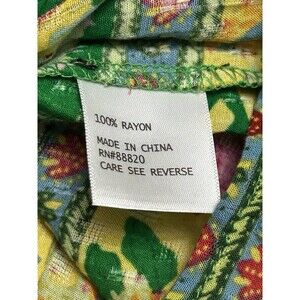 100% RAYON
MADE IN CHINA
RN#88820
CARE SEE REVERSE